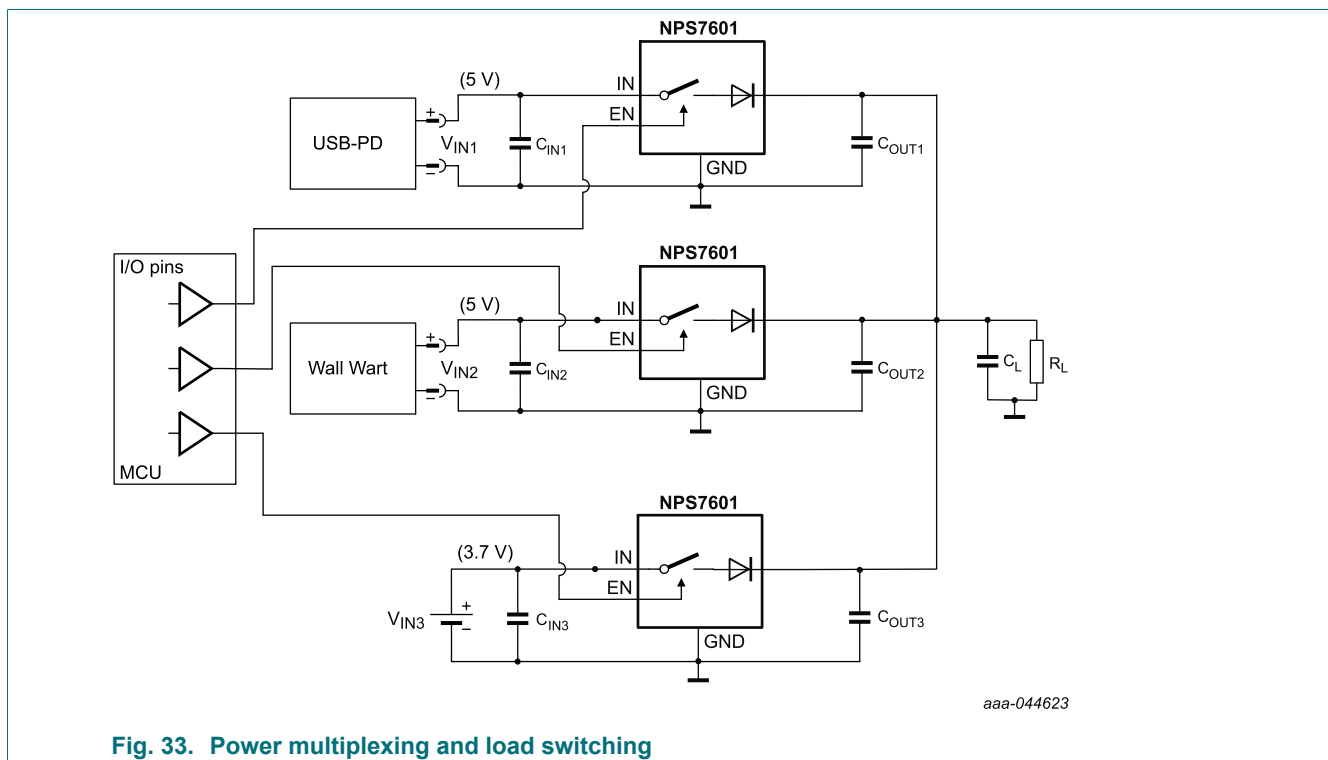 NPS7601
(5 V)
IN
EN
USB-PD
+
−
VIN1
CIN1
GND
COUT1
I/O pins
MCU
NPS7601
(5 V)
IN
EN
Wall Wart
+
−
VIN2
CIN2
GND
COUT2
CL
RL
NPS7601
(3.7 V)
IN
EN
VIN3
+
−
CIN3
GND
COUT3
aaa-044623
Fig. 33. Power multiplexing and load switching